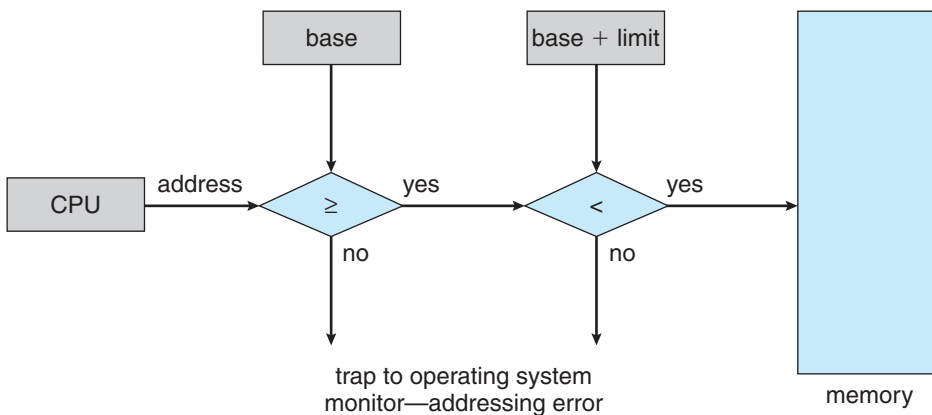 base
base + limit
CPU
address
≥
yes
<
yes
no
no
trap to operating system
monitor—addressing error
memory